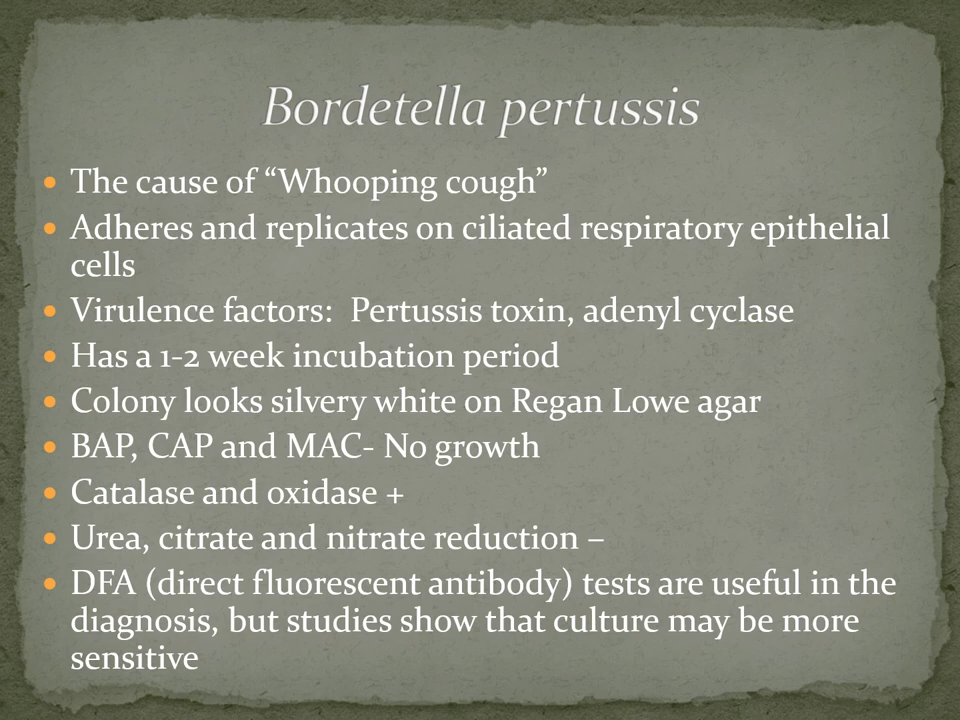 Bordetella pertussis
• The cause of “Whooping cough”
• Adheres and replicates on ciliated respiratory epithelial
cells
• Virulence factors:  Pertussis toxin, adenyl cyclase
• Has a 1-2 week incubation period
• Colony looks silvery white on Regan Lowe agar
• BAP, CAP and MAC- No growth
• Catalase and oxidase +
• Urea, citrate and nitrate reduction –
• DFA (direct fluorescent antibody) tests are useful in the
diagnosis, but studies show that culture may be more
sensitive